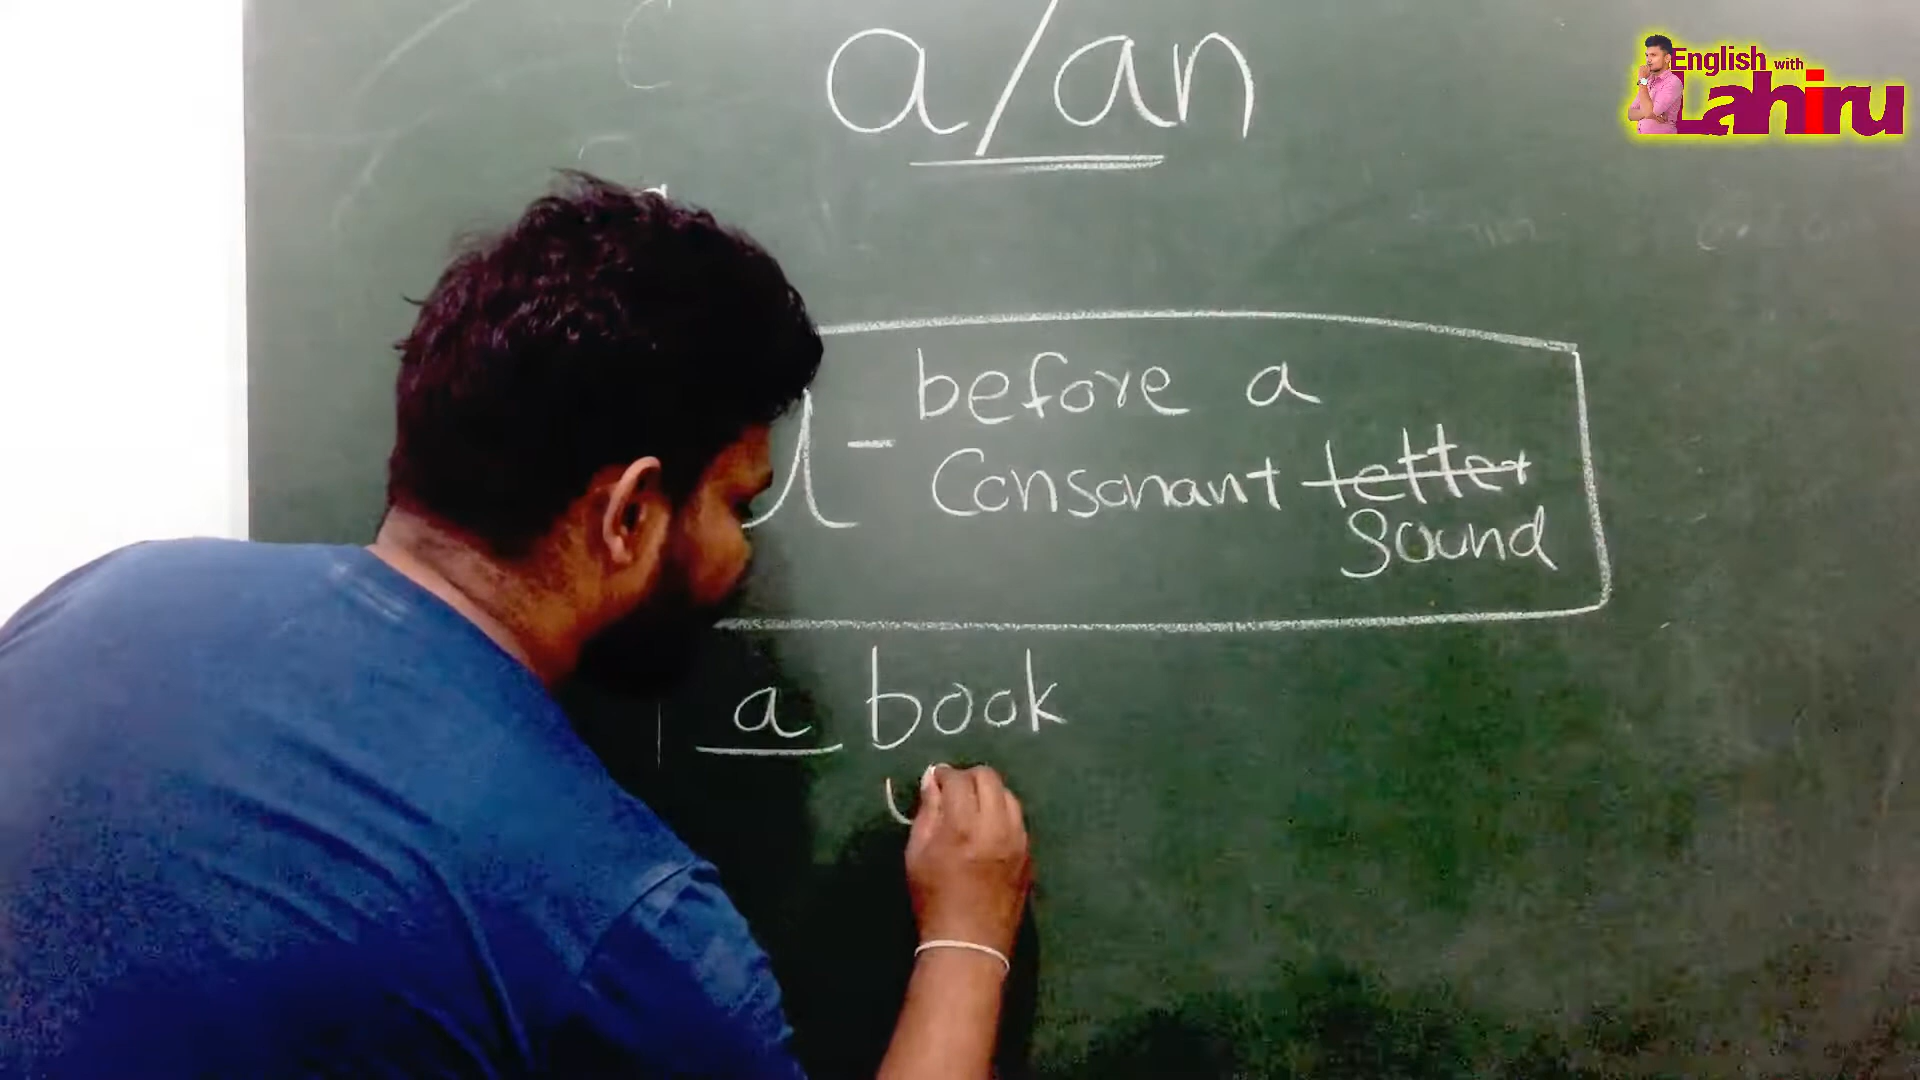 a/an
English with
Lahiru
before a
a - Consonant letter
Sound
a book
u